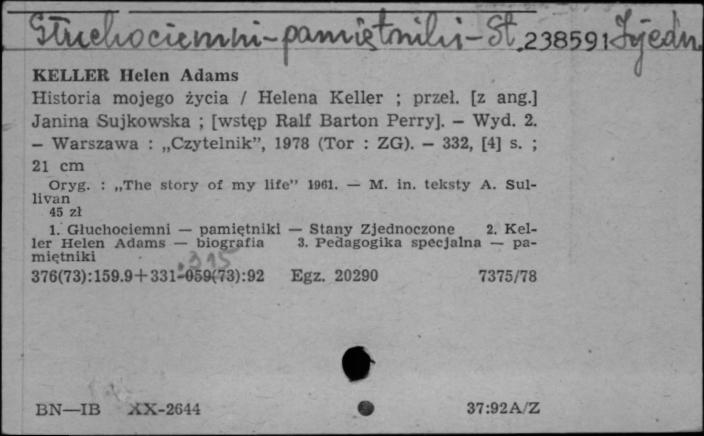 Głuchociemni - pamiętniki - St. 238591 Zjedn.
KELLER Helen Adams
Historia mojego życia / Helena Keller ; przeł. [z ang.]
Janina Sujkowska ; [wstęp Ralf Barton Perry]. — Wyd. 2.
— Warszawa : „Czytelnik”, 1978 (Tor : ZG). — 332, [4] s. ;
21 cm
Oryg. : „The story of my life” 1961. — M. in. teksty A. Sul-
livan
45 zł
1. Głuchociemni — pamiętniki — Stany Zjednoczone 2. Kel-
ler Helen Adams — biografia 3. Pedagogika specjalna — pa-
miętniki
.315
376(73):159.9+331-059(73):92 Egz. 20290 7375/78
BN—IB XX-2644 37:92A/Z